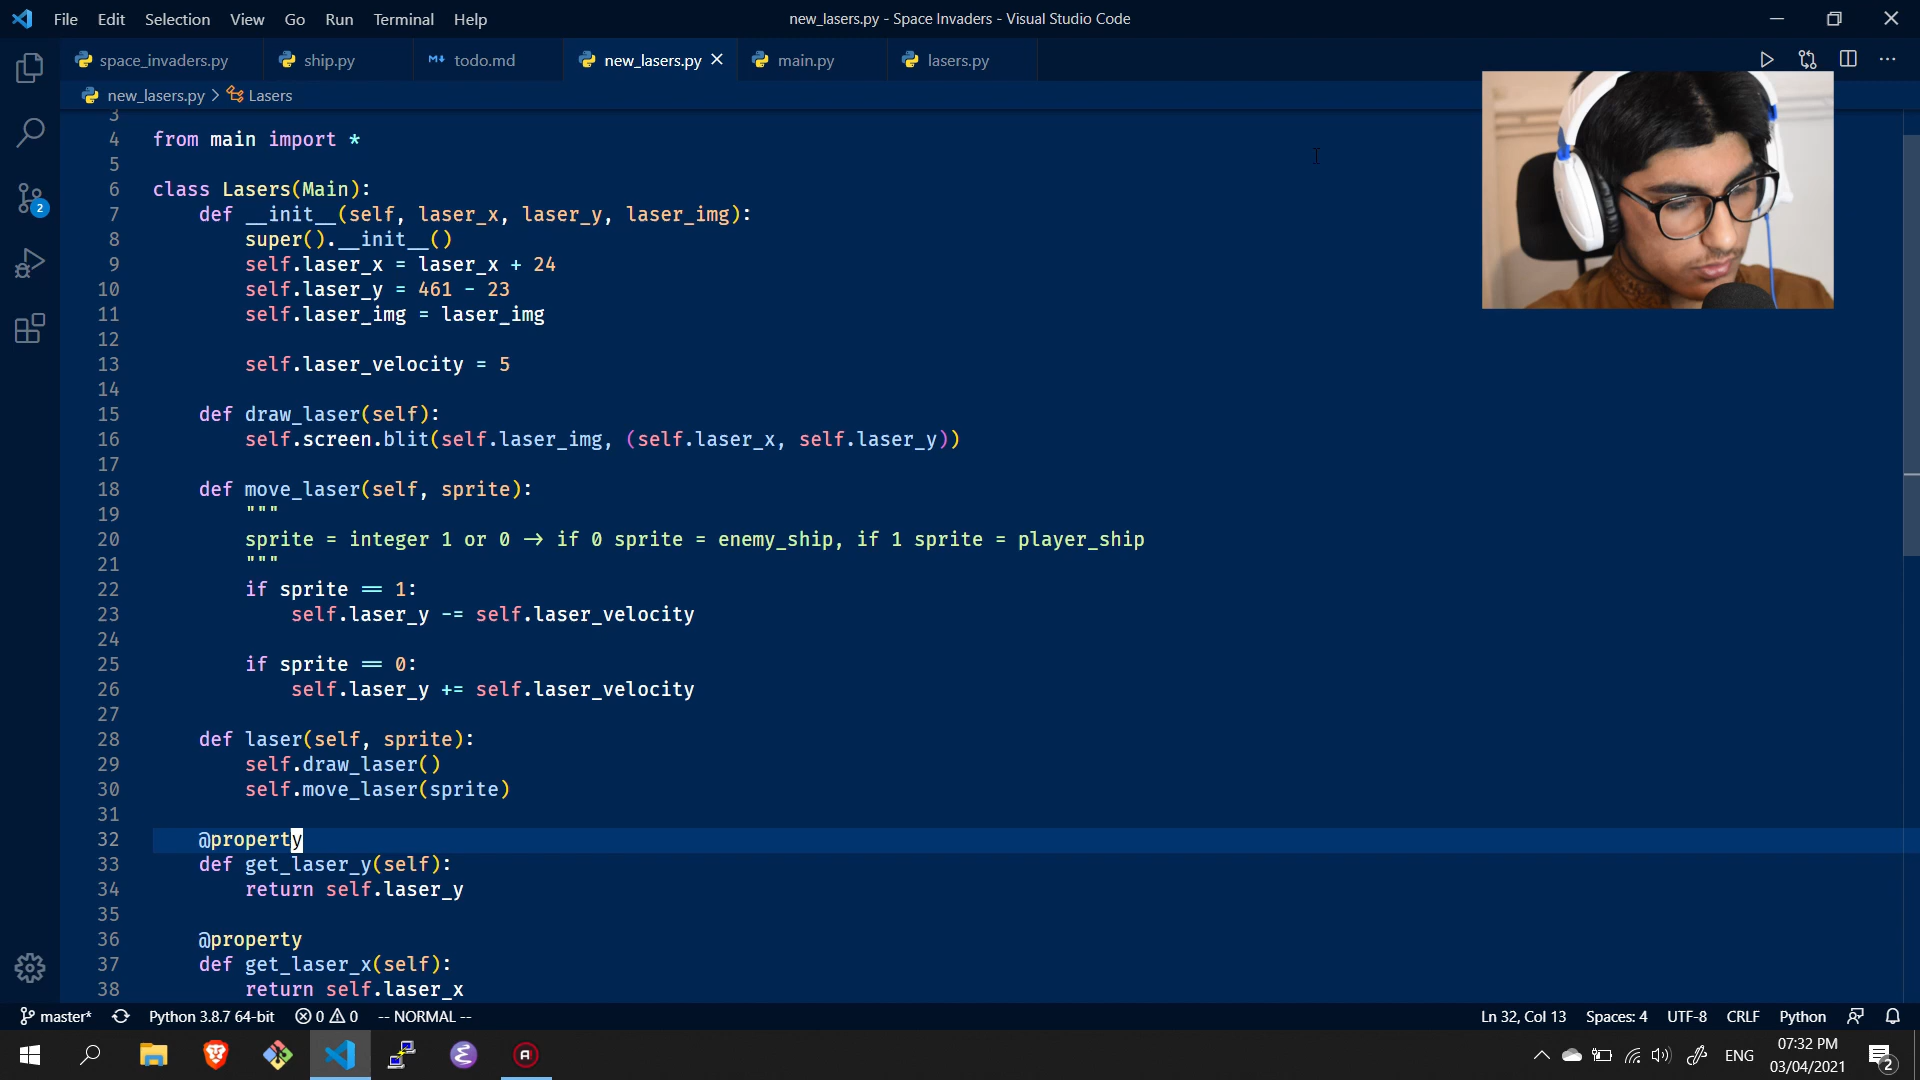 File Edit Selection View Go Run Terminal Help
new_lasers.py - Space Invaders - Visual Studio Code
space_invaders.py ship.py todo.md new_lasers.py main.py lasers.py
new_lasers.py > Lasers
3
4 from main import *
5
6 class Lasers(Main):
7 def __init__(self, laser_x, laser_y, laser_img):
8 super().__init__()
9 self.laser_x = laser_x + 24
10 self.laser_y = 461 - 23
11 self.laser_img = laser_img
12
13 self.laser_velocity = 5
14
15 def draw_laser(self):
16 self.screen.blit(self.laser_img, (self.laser_x, self.laser_y))
17
18 def move_laser(self, sprite):
19 """
20 sprite = integer 1 or 0 -> if 0 sprite = enemy_ship, if 1 sprite = player_ship
21 """
22 if sprite == 1:
23 self.laser_y -= self.laser_velocity
24
25 if sprite == 0:
26 self.laser_y += self.laser_velocity
27
28 def laser(self, sprite):
29 self.draw_laser()
30 self.move_laser(sprite)
31
32 @property
33 def get_laser_y(self):
34 return self.laser_y
35
36 @property
37 def get_laser_x(self):
38 return self.laser_x
2
master* Python 3.8.7 64-bit 0 0 -- NORMAL -- Ln 32, Col 13 Spaces: 4 UTF-8 CRLF Python
ENG 07:32 PM
03/04/2021 2